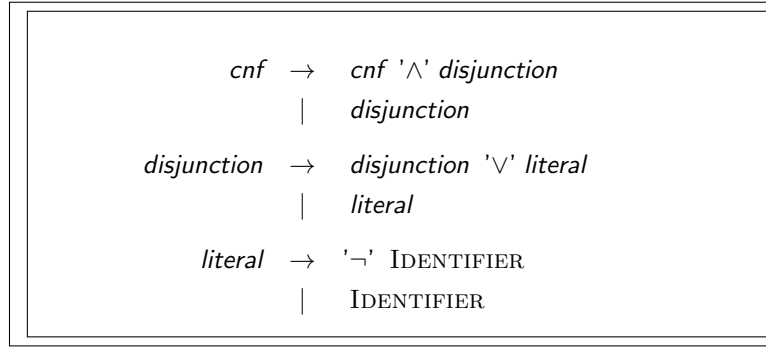 cnf → cnf '∧' disjunction
| disjunction
disjunction → disjunction '∨' literal
| literal
literal → '¬' IDENTIFIER
| IDENTIFIER